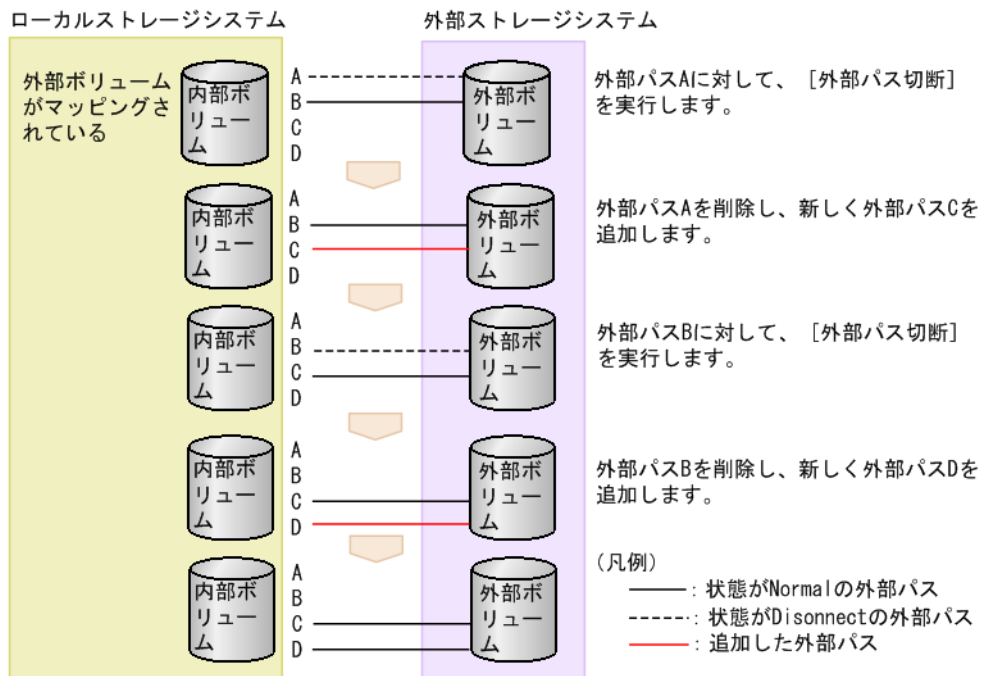 ローカルストレージシステム
外部ストレージシステム
外部ボリューム
がマッピングさ
れている
内部ボ
リュー
ム
A
B
C
D
外部ボ
リュー
ム
外部パスAに対して、［外部パス切断］
を実行します。
内部ボ
リュー
ム
A
B
C
D
外部ボ
リュー
ム
外部パスAを削除し、新しく外部パスCを
追加します。
内部ボ
リュー
ム
A
B
C
D
外部ボ
リュー
ム
外部パスBに対して、［外部パス切断］
を実行します。
内部ボ
リュー
ム
A
B
C
D
外部ボ
リュー
ム
外部パスBを削除し、新しく外部パスDを
追加します。
内部ボ
リュー
ム
A
B
C
D
外部ボ
リュー
ム
(凡例)
：状態がNormalの外部パス
：状態がDisonnectの外部パス
：追加した外部パス